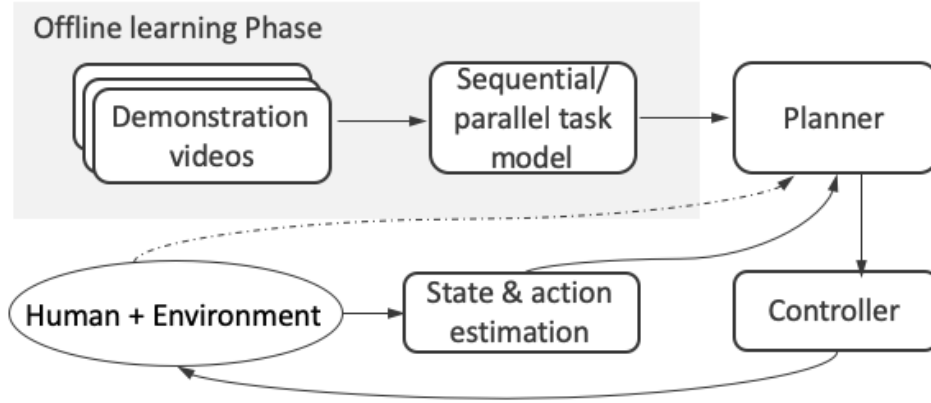 Offline learning Phase
Demonstration
videos
Sequential/
parallel task
model
Planner
Human + Environment
State & action
estimation
Controller